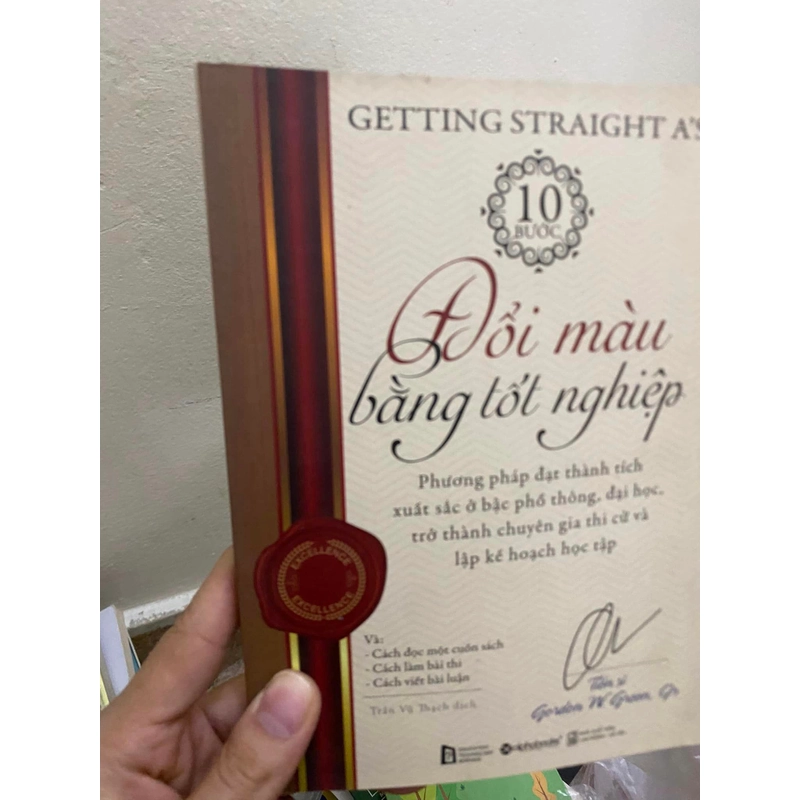 GETTING STRAIGHT A'S
10
BƯỚC
Đổi màu
bằng tốt nghiệp
Phương pháp đạt thành tích
xuất sắc ở bậc phổ thông, đại học,
trở thành chuyên gia thi cử và
lập kế hoạch học tập
EXCELLENCE
EXCELLENCE
Và:
- Cách đọc một cuốn sách
- Cách làm bài thi
- Cách viết bài luận
Trần Vũ Thạch dịch
Tiến sĩ
Gordon W Green, Jr
alphabooks